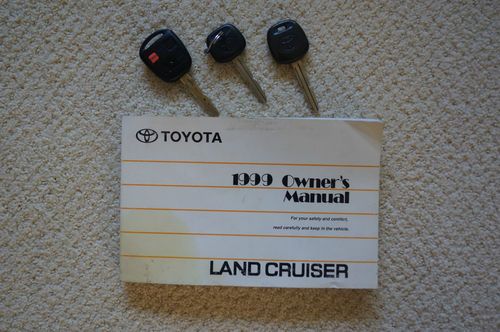 TOYOTA
1999 Owner's
Manual
For your safety and comfort,
read carefully and keep in the vehicle.
LAND CRUISER